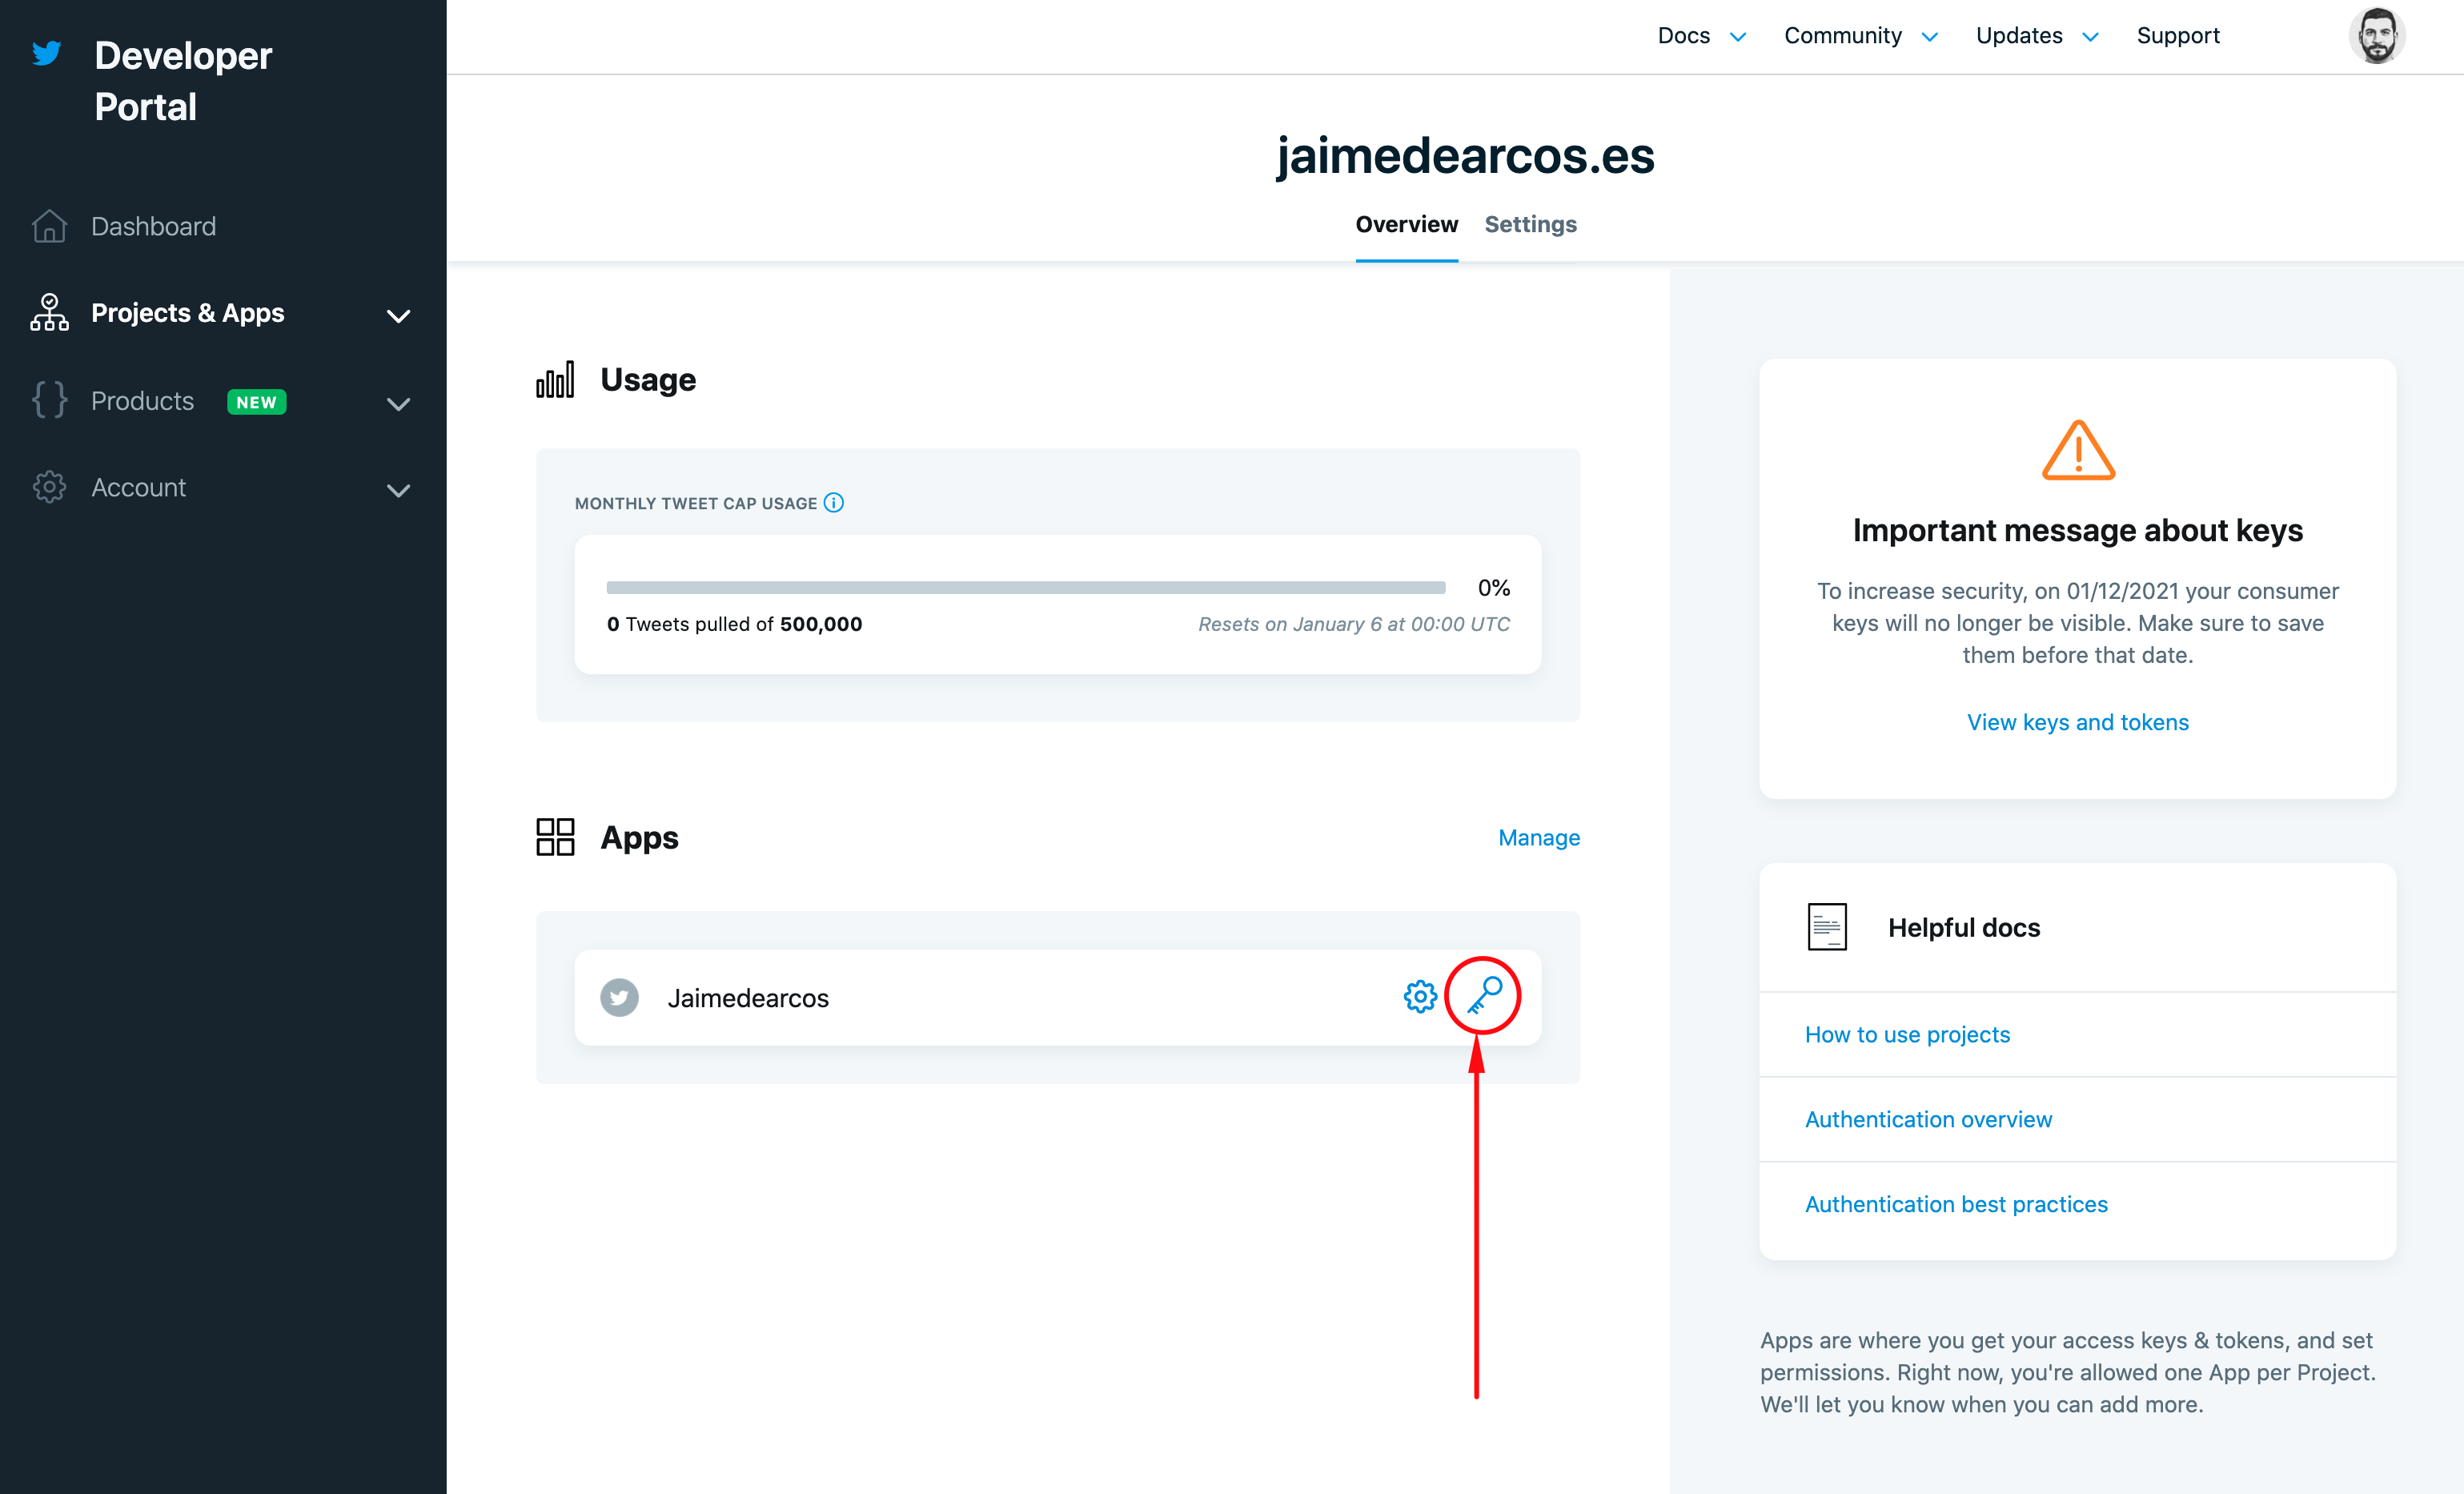 Developer
Portal
Dashboard
Projects & Apps
Products NEW
Account
Docs Community Updates Support
jaimedearcos.es
Overview Settings
Usage
MONTHLY TWEET CAP USAGE
0%
0 Tweets pulled of 500,000 Resets on January 6 at 00:00 UTC
Apps Manage
Jaimedearcos
Important message about keys
To increase security, on 01/12/2021 your consumer
keys will no longer be visible. Make sure to save
them before that date.
View keys and tokens
Helpful docs
How to use projects
Authentication overview
Authentication best practices
Apps are where you get your access keys & tokens, and set
permissions. Right now, you're allowed one App per Project.
We'll let you know when you can add more.